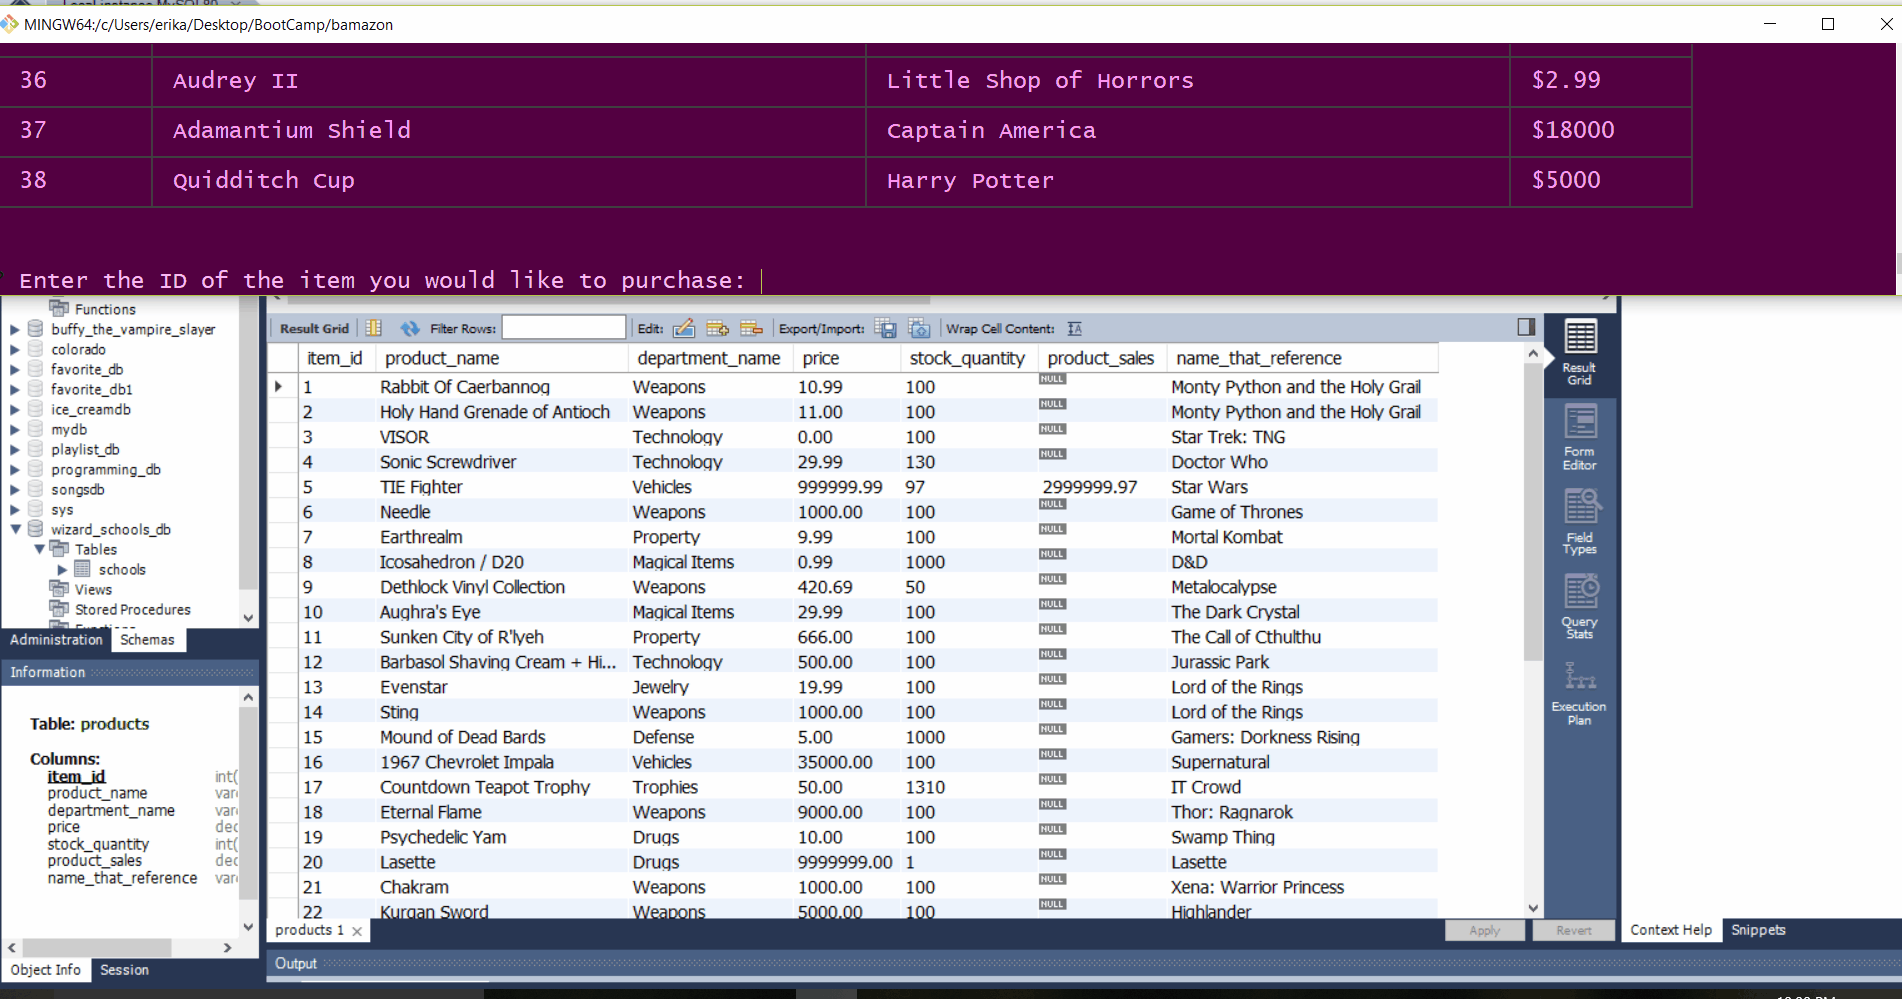 MINGW64:/c/Users/erika/Desktop/BootCamp/bamazon
36 Audrey II Little Shop of Horrors $2.99
37 Adamantium Shield Captain America $18000
38 Quidditch Cup Harry Potter $5000
Enter the ID of the item you would like to purchase:
Functions
buffy_the_vampire_slayer
colorado
favorite_db
favorite_db1
ice_creamdb
mydb
playlist_db
programming_db
songsdb
sys
wizard_schools_db
Tables
schools
Views
Stored Procedures
Administration Schemas
Information
Table: products
Columns:
item_id int(
product_name varc
department_name varc
price dec
stock_quantity int(
product_sales dec
name_that_reference varc
Object Info Session
Result Grid Filter Rows: Edit: Export/Import: Wrap Cell Content:
item_id product_name department_name price stock_quantity product_sales name_that_reference
1 Rabbit Of Caerbannog Weapons 10.99 100 NULL Monty Python and the Holy Grail
2 Holy Hand Grenade of Antioch Weapons 11.00 100 NULL Monty Python and the Holy Grail
3 VISOR Technology 0.00 100 NULL Star Trek: TNG
4 Sonic Screwdriver Technology 29.99 130 NULL Doctor Who
5 TIE Fighter Vehicles 999999.99 97 2999999.97 Star Wars
6 Needle Weapons 1000.00 100 NULL Game of Thrones
7 Earthrealm Property 9.99 100 NULL Mortal Kombat
8 Icosahedron / D20 Magical Items 0.99 1000 NULL D&D
9 Dethlock Vinyl Collection Weapons 420.69 50 NULL Metalocalypse
10 Aughra's Eye Magical Items 29.99 100 NULL The Dark Crystal
11 Sunken City of R'lyeh Property 666.00 100 NULL The Call of Cthulthu
12 Barbasol Shaving Cream + Hi... Technology 500.00 100 NULL Jurassic Park
13 Evenstar Jewelry 19.99 100 NULL Lord of the Rings
14 Sting Weapons 1000.00 100 NULL Lord of the Rings
15 Mound of Dead Bards Defense 5.00 1000 NULL Gamers: Dorkness Rising
16 1967 Chevrolet Impala Vehicles 35000.00 100 NULL Supernatural
17 Countdown Teapot Trophy Trophies 50.00 1310 NULL IT Crowd
18 Eternal Flame Weapons 9000.00 100 NULL Thor: Ragnarok
19 Psychedelic Yam Drugs 10.00 100 NULL Swamp Thing
20 Lasette Drugs 9999999.00 1 NULL Lasette
21 Chakram Weapons 1000.00 100 NULL Xena: Warrior Princess
22 Kurgan Sword Weapons 5000.00 100 NULL Highlander
products 1 Apply Revert
Output
Result
Grid
Form
Editor
Field
Types
Query
Stats
Execution
Plan
Context Help Snippets